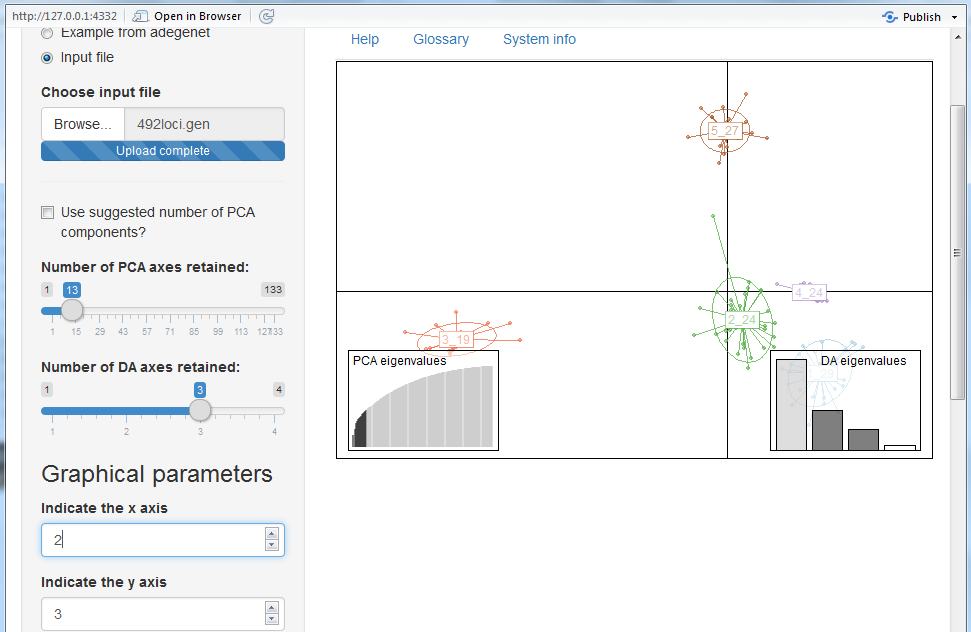 http://127.0.0.1:4332 Open in Browser Publish
Example from adegenet
Input file
Choose input file
Browse... 492loci.gen
Upload complete
Use suggested number of PCA
components?
Number of PCA axes retained:
1 13 133
1 15 29 43 57 71 85 99 113 127 133
Number of DA axes retained:
1 3 4
1 2 3 4
Graphical parameters
Indicate the x axis
2
Indicate the y axis
3
Help Glossary System info
5_27
4_24
2_24
3_19
PCA eigenvalues
DA eigenvalues